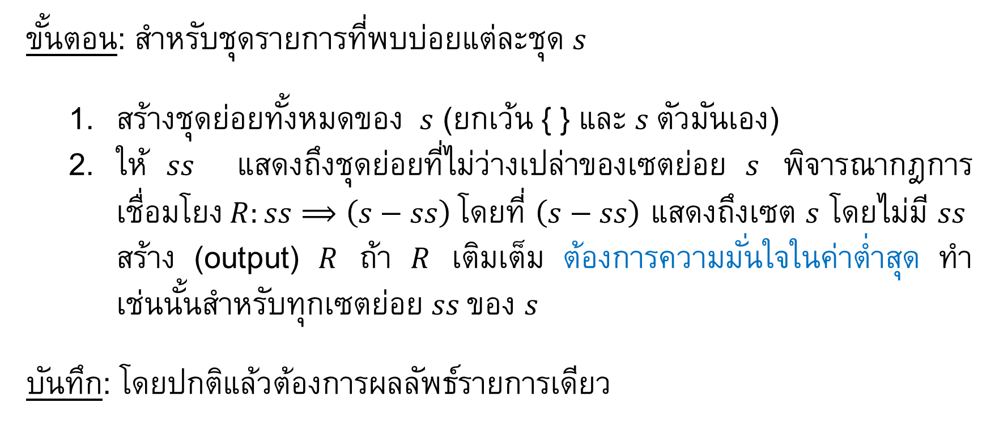 ขั้นตอน: สำหรับชุดรายการที่พบบ่อยแต่ละชุด s
1. สร้างชุดย่อยทั้งหมดของ s (ยกเว้น { } และ s ตัวมันเอง)
2. ให้ ss แสดงถึงชุดย่อยที่ไม่ว่างเปล่าของเซตย่อย s พิจารณากฎการ
เชื่อมโยง R: ss ⟹ (s − ss) โดยที่ (s − ss) แสดงถึงเซต s โดยไม่มี ss
สร้าง (output) R ถ้า R เติมเต็ม ต้องการความมั่นใจในค่าต่ำสุด ทำ
เช่นนั้นสำหรับทุกเซตย่อย ss ของ s
บันทึก: โดยปกติแล้วต้องการผลลัพธ์รายการเดียว